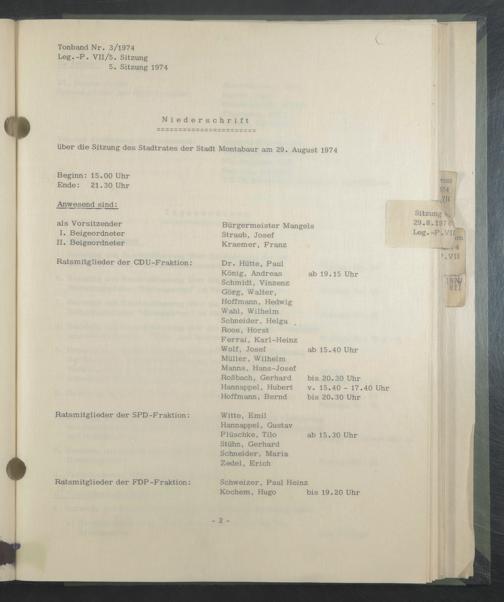 Tonband Nr. 3/1974
Leg.-P. VII/5. Sitzung
5. Sitzung 1974
Niederschrift
über die Sitzung des Stadtrates der Stadt Montabaur am 29. August 1974
Beginn: 15.00 Uhr
Ende: 21.30 Uhr
Anwesend sind:
als Vorsitzender Bürgermeister Mangels
I. Beigeordneter Straub, Josef
II. Beigeordneter Kraemer, Franz
Ratsmitglieder der CDU-Fraktion: Dr. Hütte, Paul
König, Andreas ab 19.15 Uhr
Schmidt, Vinzenz
Görg, Walter,
Hoffmann, Hedwig
Wahl, Wilhelm
Schneider, Helga
Roos, Horst
Ferrai, Karl-Heinz
Wolf, Josef ab 15.40 Uhr
Müller, Wilhelm
Manns, Hans-Josef
Roßbach, Gerhard bis 20.30 Uhr
Hannappel, Hubert v. 15.40 - 17.40 Uhr
Hoffmann, Bernd bis 20.30 Uhr
Ratsmitglieder der SPD-Fraktion: Witte, Emil
Hannappel, Gustav
Flüschke, Tilo ab 15.30 Uhr
Stühn, Gerhard
Schneider, Maria
Zedel, Erich
Ratsmitglieder der FDP-Fraktion: Schweizer, Paul Heinz
Kochem, Hugo bis 19.20 Uhr
- 2 -
Sitzung
29.8.197
Leg.-P.VII